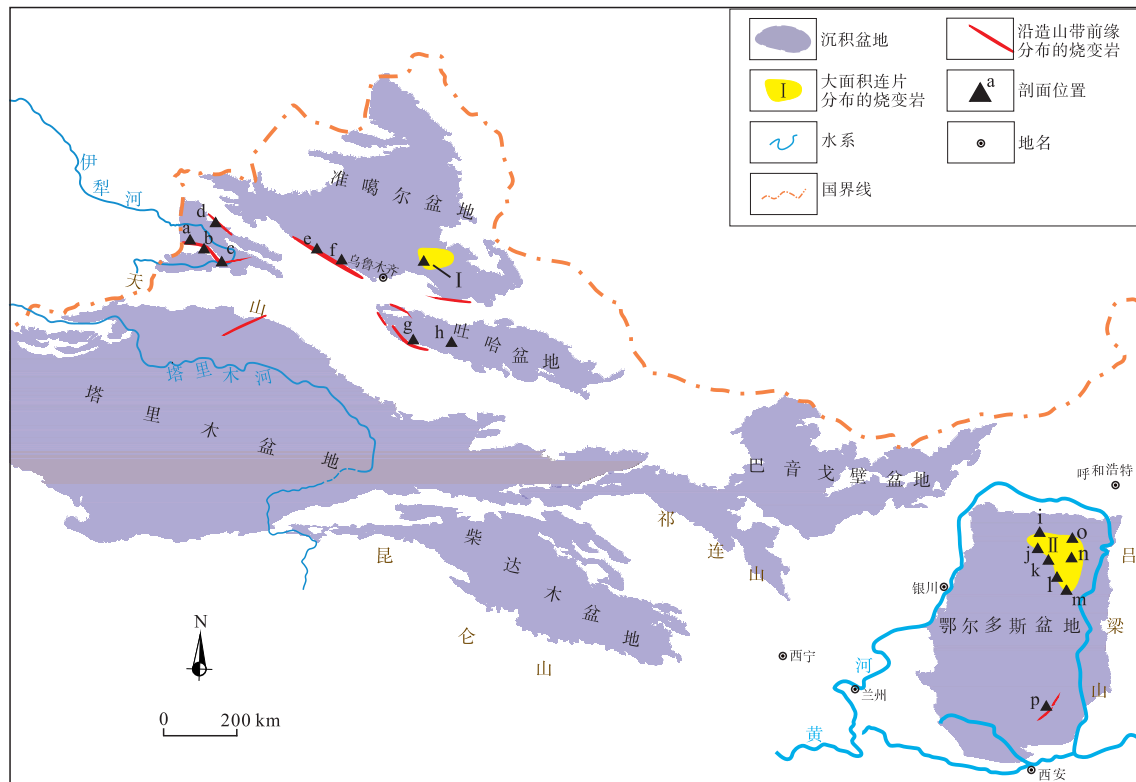 沉积盆地
沿造山带前缘
分布的烧变岩
I
大面积连片
分布的烧变岩
a
剖面位置
水系
地名
国界线
伊犁河
准噶尔盆地
d
a
b
c
e
f
乌鲁木齐
I
天山
g
h
吐哈盆地
塔里木河
塔里木盆地
巴音戈壁盆地
呼和浩特
祁连山
昆仑山
柴达木盆地
i
o
II
j
n
k
l
m
吕梁山
银川
鄂尔多斯盆地
N
西宁
黄河
兰州
p
0 200 km
西安